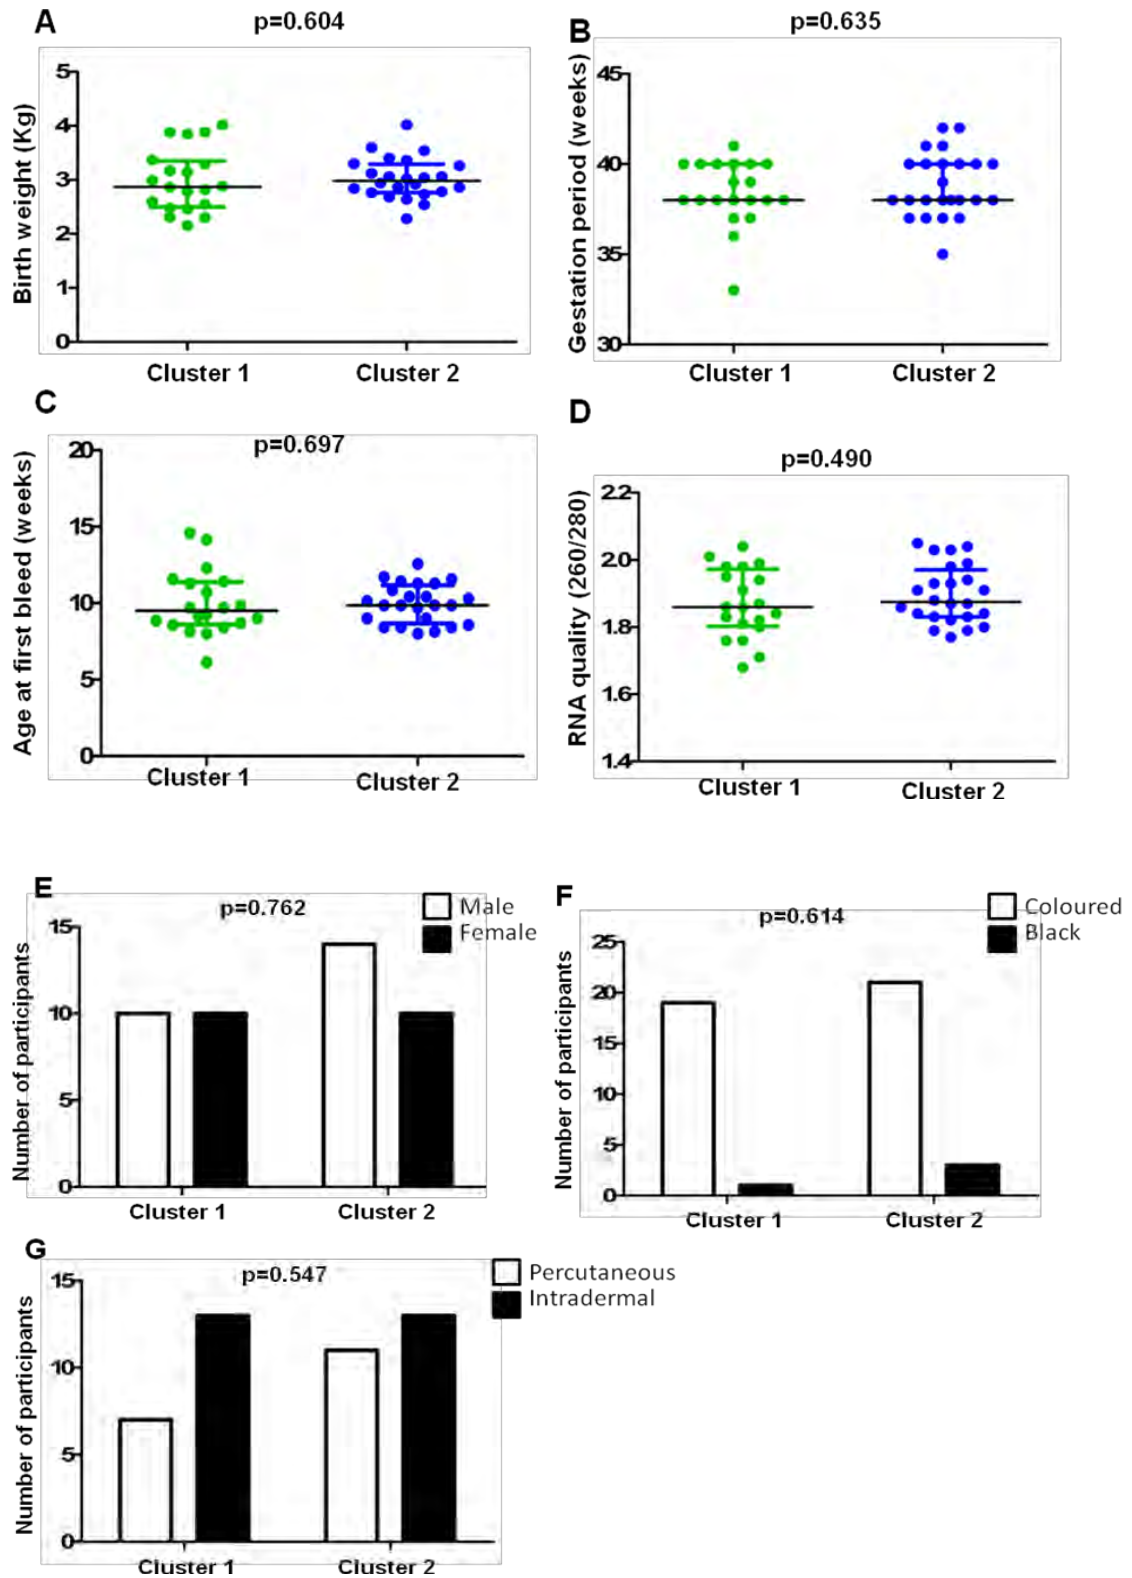 A
p=0.604
Birth weight (Kg)
5
4
3
2
1
0
Cluster 1
Cluster 2
B
p=0.635
Gestation period (weeks)
45
40
35
30
Cluster 1
Cluster 2
C
p=0.697
Age at first bleed (weeks)
20
15
10
5
0
Cluster 1
Cluster 2
D
p=0.490
RNA quality (260/280)
2.2
2.0
1.8
1.6
1.4
Cluster 1
Cluster 2
E
p=0.762
Male
Female
Number of participants
15
10
5
0
Cluster 1
Cluster 2
F
p=0.614
Coloured
Black
Number of participants
25
20
15
10
5
0
Cluster 1
Cluster 2
G
p=0.547
Percutaneous
Intradermal
Number of participants
15
10
5
0
Cluster 1
Cluster 2